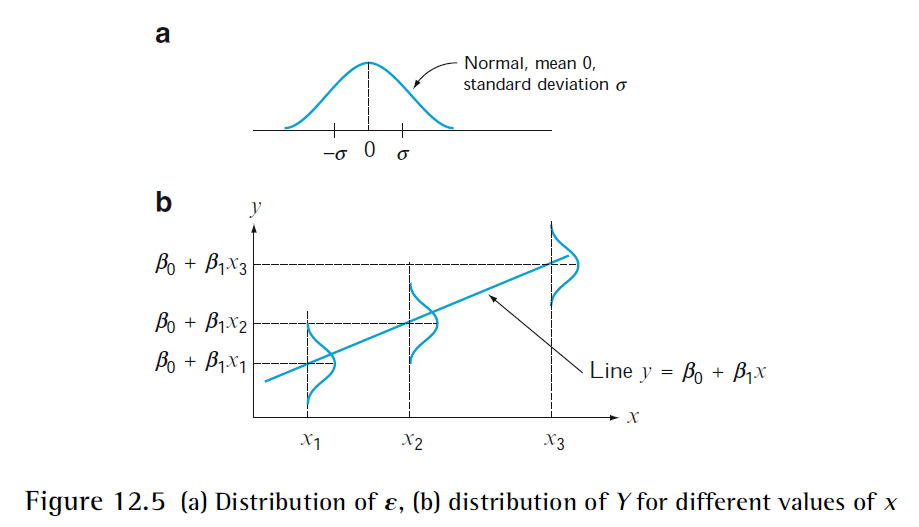 a
Normal, mean 0,
standard deviation σ
−σ 0 σ
b
y
β₀ + β₁x₃
β₀ + β₁x₂
β₀ + β₁x₁
Line y = β₀ + β₁x
x
x₁ x₂ x₃
Figure 12.5 (a) Distribution of ε, (b) distribution of Y for different values of x